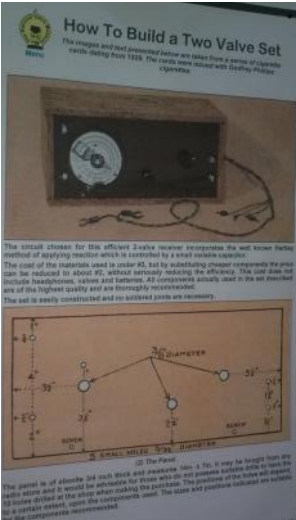 How To Build a Two Valve Set
Menu
The images and text presented below are taken from a series of cigarette
cards dating from 1925. The cards were issued with Godfrey Phillips
cigarettes
The circuit chosen for this efficient 2-valve receiver incorporates the well known Hartley
method of applying reaction which is controlled by a small variable capacitor.
The cost of the materials used is under £3, but by substituting cheaper components the price
can be reduced to about £2, without seriously reducing the efficiency. This cost does not
include headphones, valves and batteries. All components actually used in the set described
are of the highest quality and are thoroughly recommended.
The set is easily constructed and no soldered joints are necessary.
DIAMETER
SCREW
SCREW
5 SMALL HOLES DIAMETER
(2) The Panel.
The panel is of ebonite 3/4 inch stock and measures 14in. x 7in. It may be bought from any
radio store and it would be advisable for those who do not possess suitable drills to have the
10 holes drilled at the shop when making the purchase. The positions of the holes will depend,
to a certain extent, upon the components used. The sizes and positions indicated are suitable
for the components recommended.